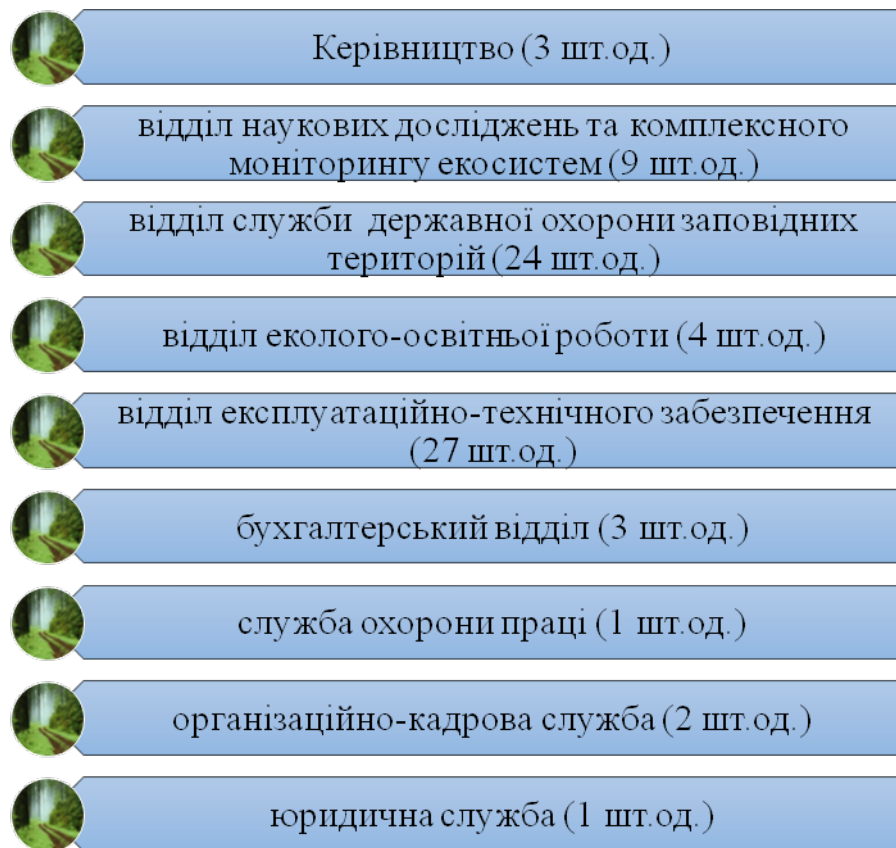 Керівництво (3 шт.од.)
відділ наукових досліджень та комплексного
моніторингу екосистем (9 шт.од.)
відділ служби державної охорони заповідних
територій (24 шт.од.)
відділ еколого-освітньої роботи (4 шт.од.)
відділ експлуатаційно-технічного забезпечення
(27 шт.од.)
бухгалтерський відділ (3 шт.од.)
служба охорони праці (1 шт.од.)
організаційно-кадрова служба (2 шт.од.)
юридична служба (1 шт.од.)